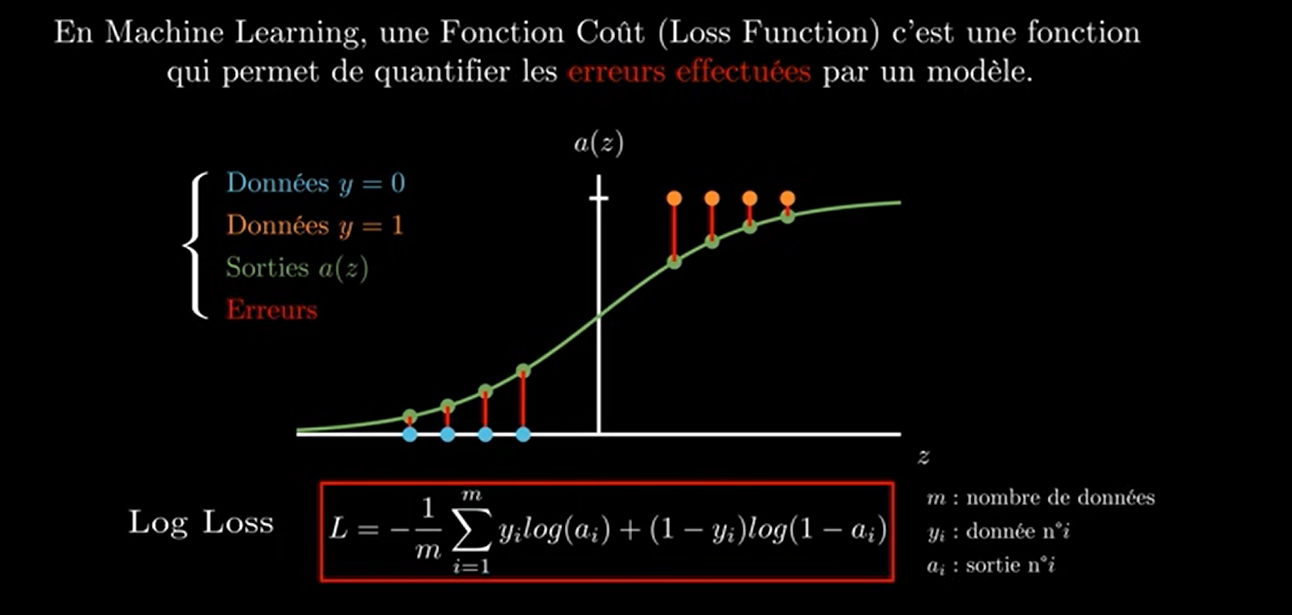 En Machine Learning, une Fonction Coût (Loss Function) c'est une fonction
qui permet de quantifier les erreurs effectuées par un modèle.
a(z)
Données y = 0
Données y = 1
Sorties a(z)
Erreurs
z
Log Loss
L = -\frac{1}{m} \sum_{i=1}^{m} y_i log(a_i) + (1 - y_i)log(1 - a_i)
m : nombre de données
y_i : donnée n°i
a_i : sortie n°i